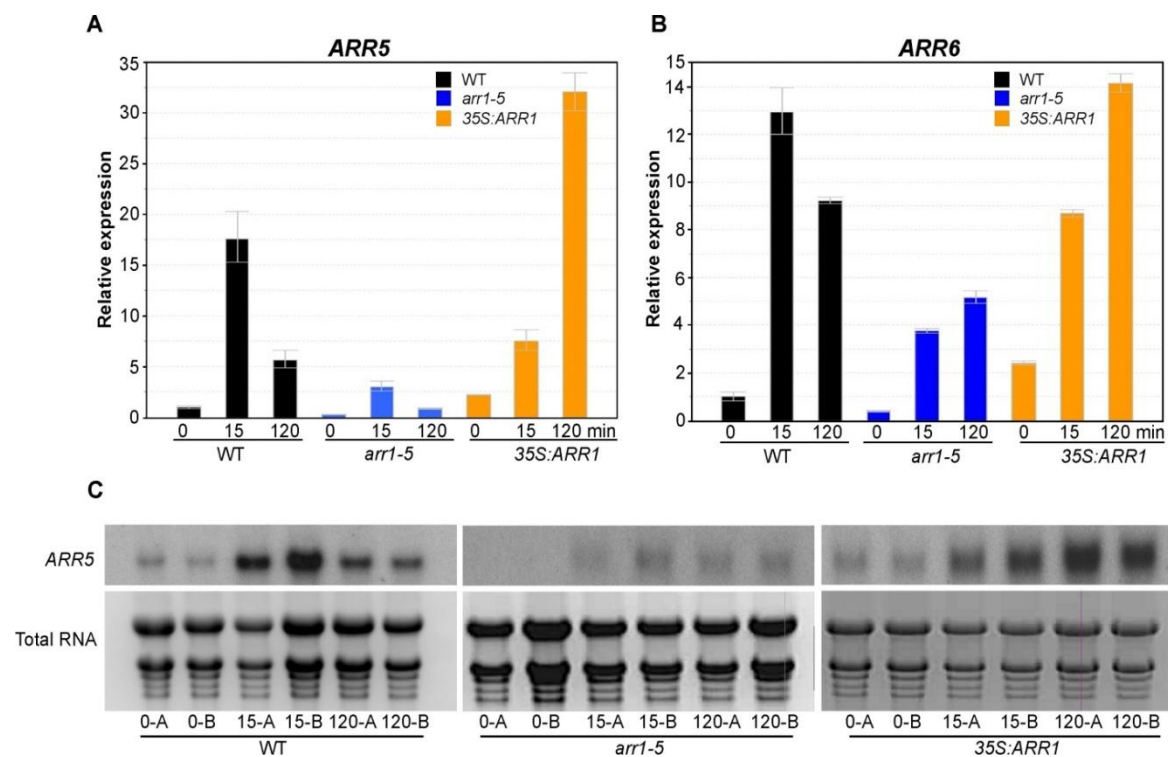 A
ARR5
Relative expression
35
30
25
20
15
10
5
0
WT
arr1-5
35S:ARR1
0 15 120 0 15 120 0 15 120 min
WT arr1-5 35S:ARR1
B
ARR6
Relative expression
15
14
12
10
8
6
4
2
0
WT
arr1-5
35S:ARR1
0 15 120 0 15 120 0 15 120 min
WT arr1-5 35S:ARR1
C
ARR5
Total RNA
0-A 0-B 15-A 15-B 120-A 120-B 0-A 0-B 15-A 15-B 120-A 120-B 0-A 0-B 15-A 15-B 120-A 120-B
WT arr1-5 35S:ARR1